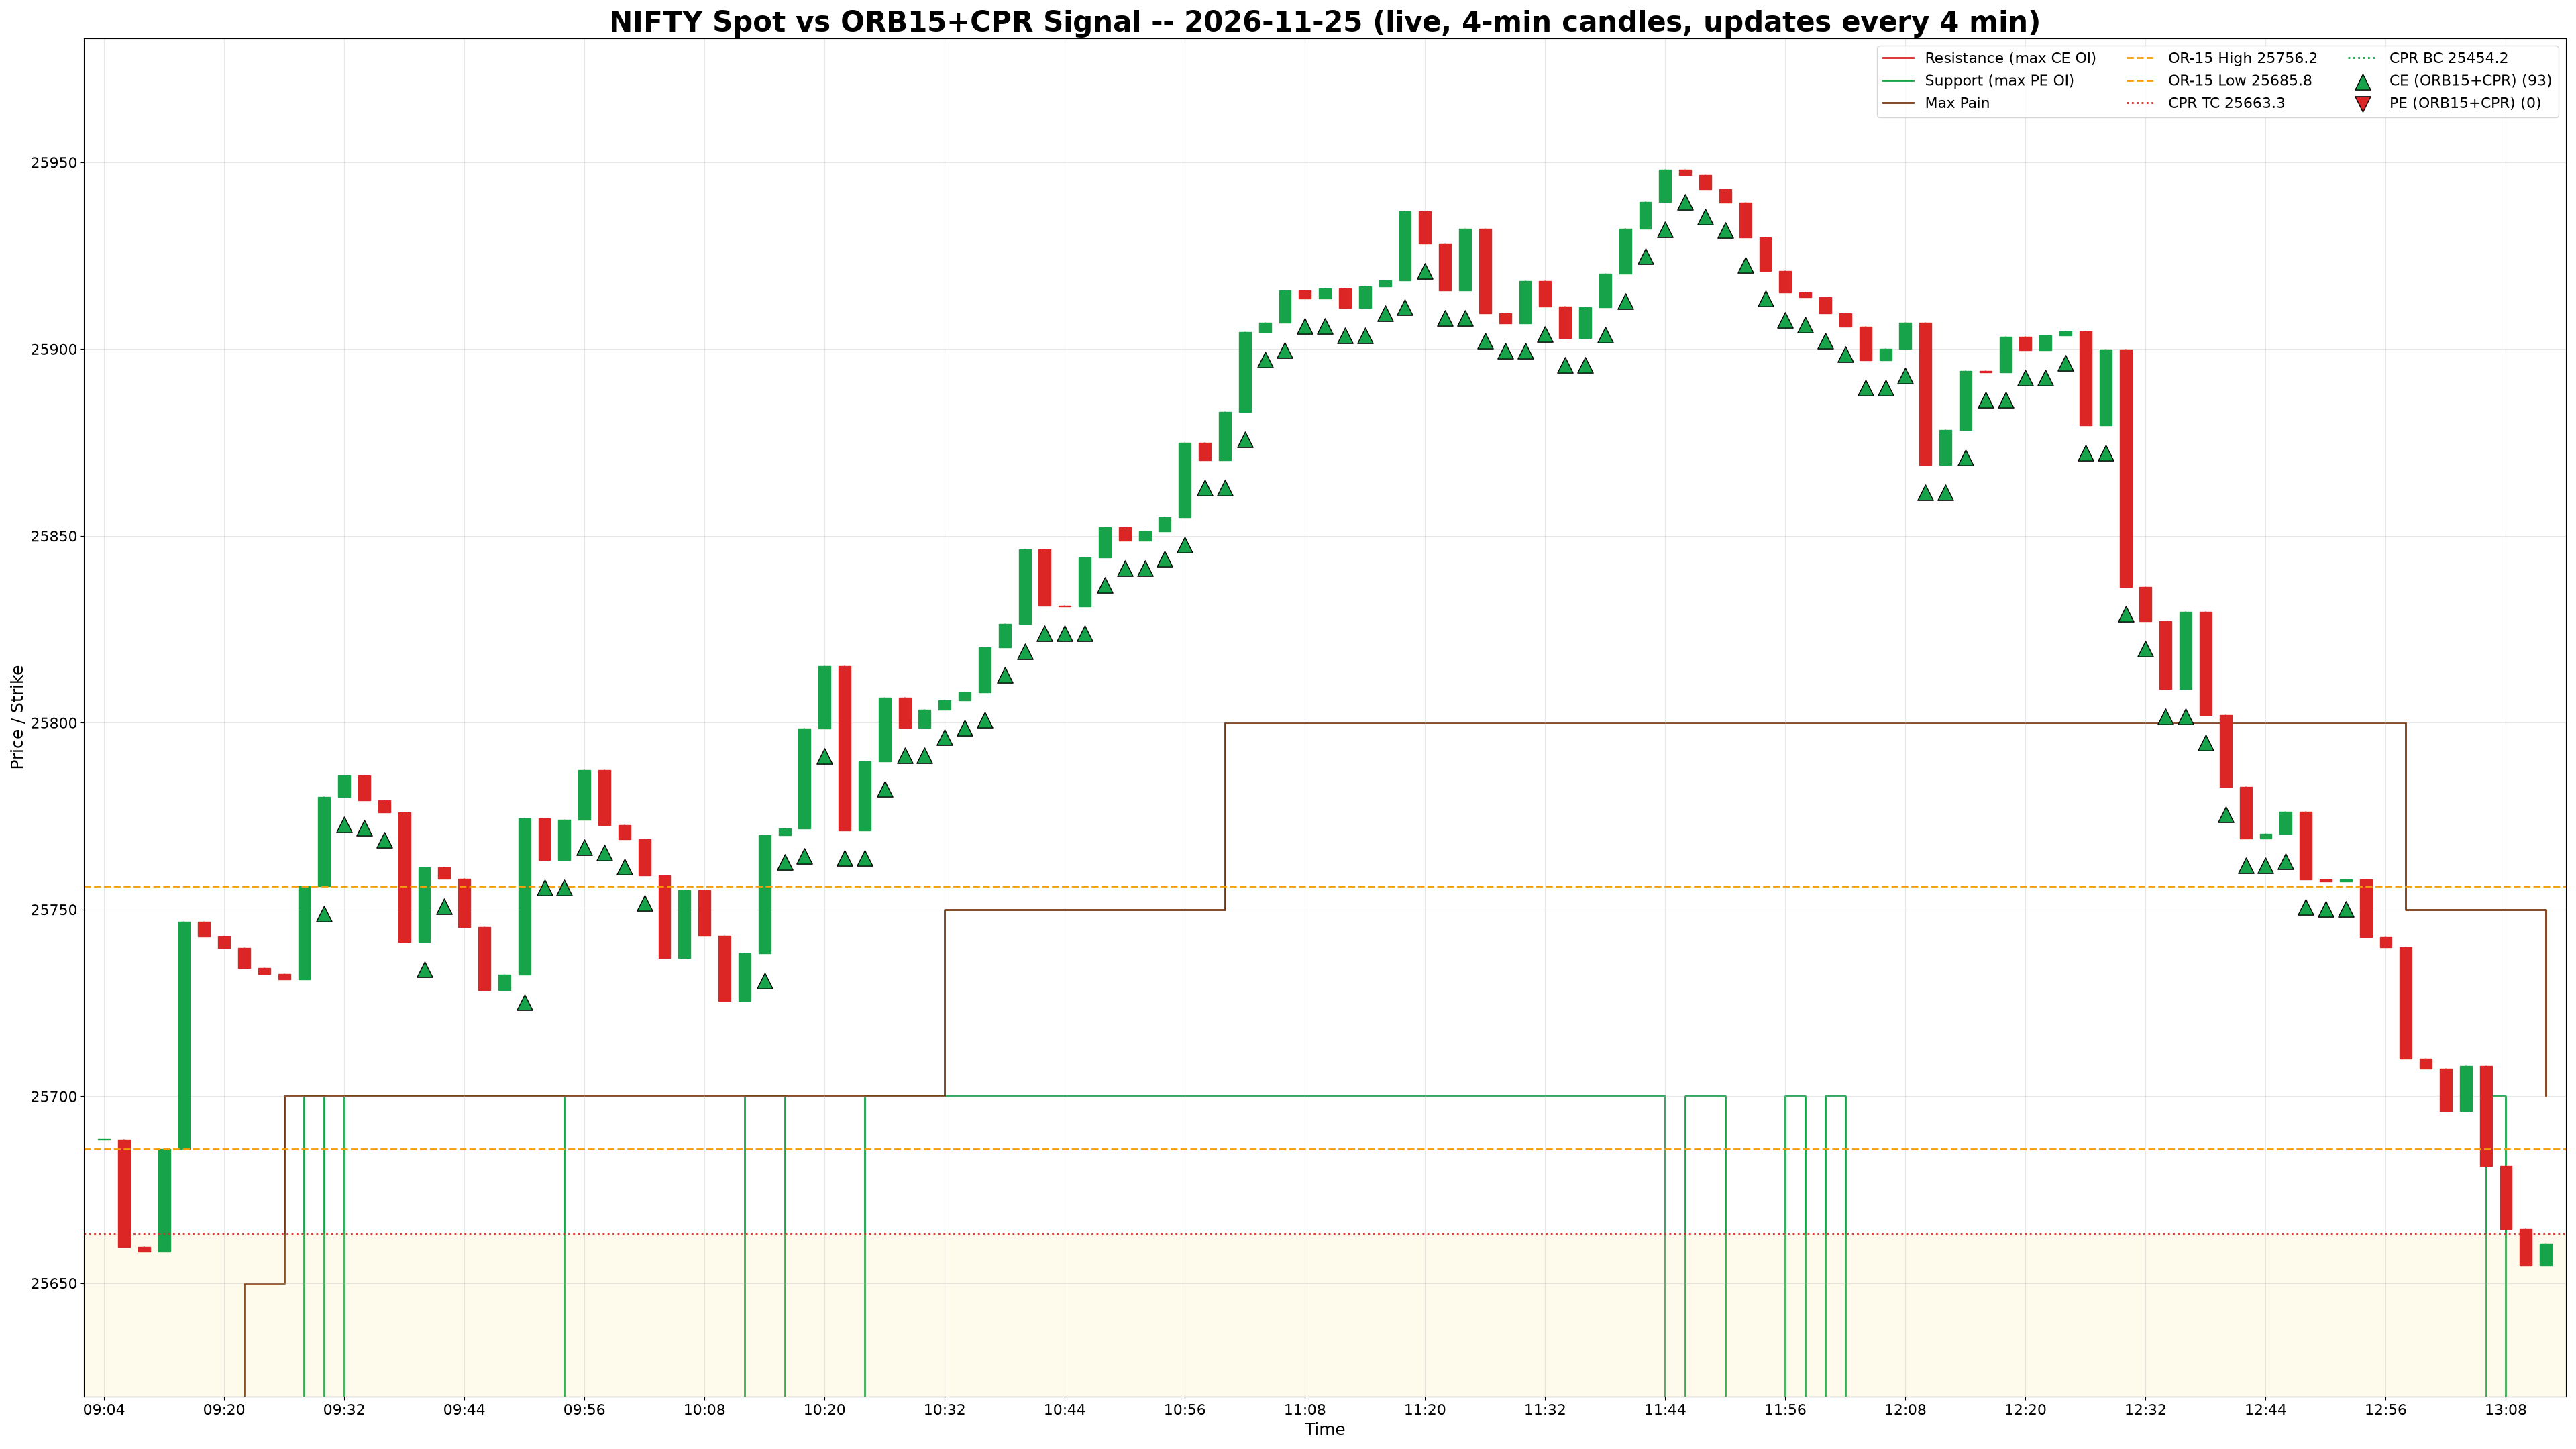 NIFTY Spot vs ORB15+CPR Signal -- 2026-11-25 (live, 4-min candles, updates every 4 min)
Resistance (max CE OI)
Support (max PE OI)
Max Pain
OR-15 High 25756.2
OR-15 Low 25685.8
CPR TC 25663.3
CPR BC 25454.2
CE (ORB15+CPR) (93)
PE (ORB15+CPR) (0)
Price / Strike
25950
25900
25850
25800
25750
25700
25650
09:04 09:20 09:32 09:44 09:56 10:08 10:20 10:32 10:44 10:56 11:08 11:20 11:32 11:44 11:56 12:08 12:20 12:32 12:44 12:56 13:08
Time